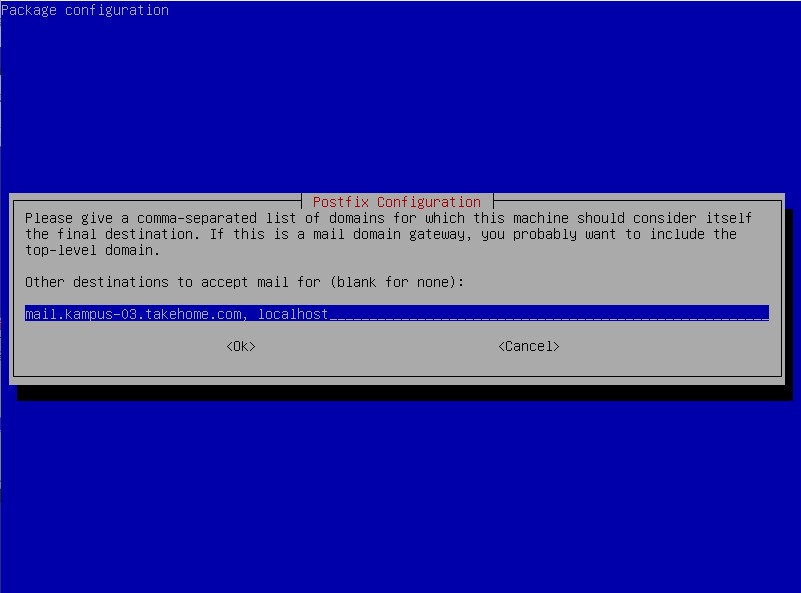 Package configuration
Postfix Configuration
Please give a comma-separated list of domains for which this machine should consider itself
the final destination. If this is a mail domain gateway, you probably want to include the
top-level domain.
Other destinations to accept mail for (blank for none):
mail.kampus-03.takehome.com, localhost
<Ok> <Cancel>